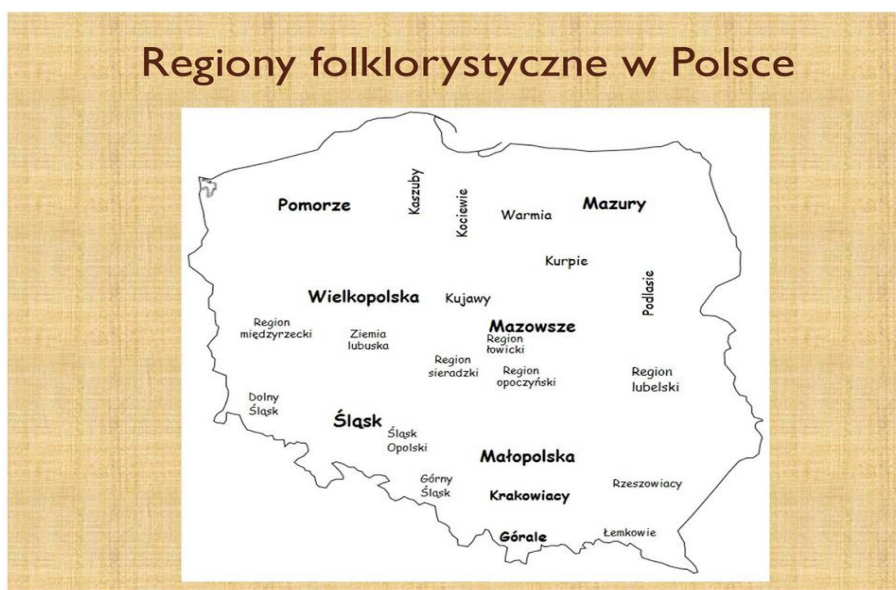 Regiony folklorystyczne w Polsce
Kaszuby
Pomorze
Kociewie
Warmia
Mazury
Kurpie
Podlasie
Wielkopolska
Kujawy
Region
międzyrzecki
Ziemia
lubuska
Mazowsze
Region
łowicki
Region
sieradzki
Region
opoczyński
Region
lubelski
Dolny
Śląsk
Śląsk
Śląsk
Opolski
Małopolska
Górny
Śląsk
Krakowiacy
Rzeszowiacy
Górale
Łemkowie